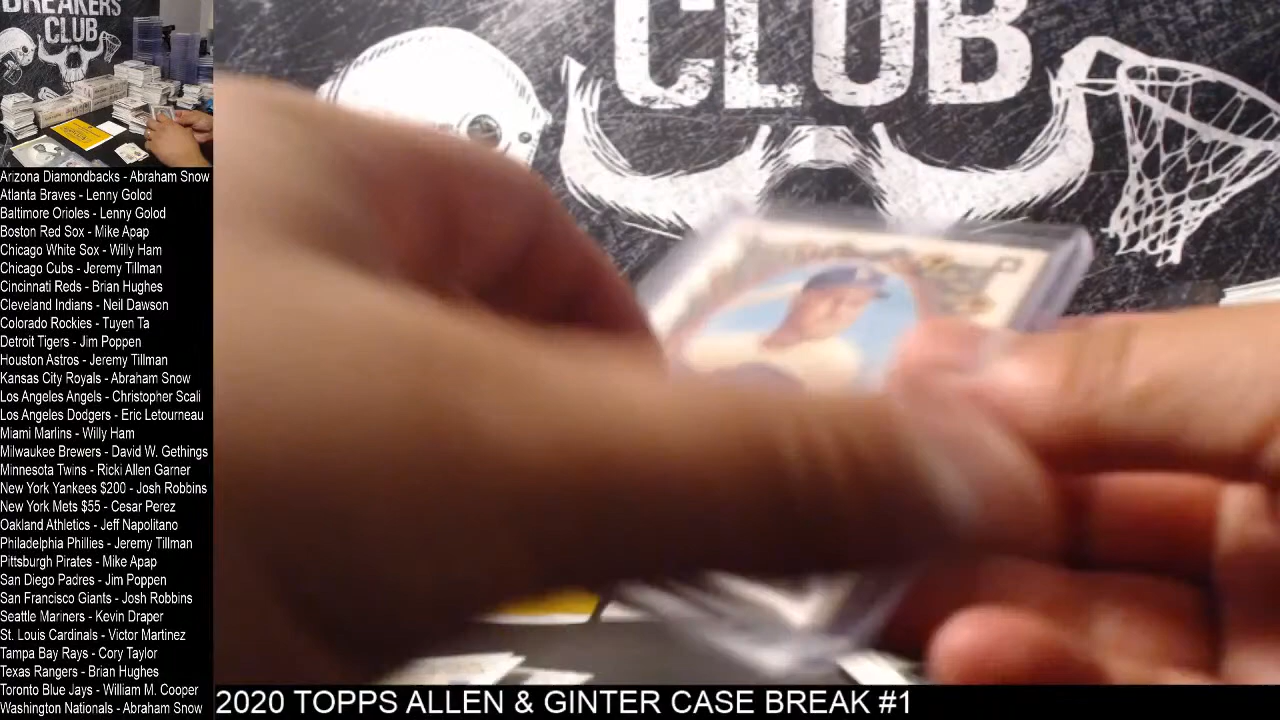 BREAKERS
CLUB
CLUB
Arizona Diamondbacks - Abraham Snow
Atlanta Braves - Lenny Golod
Baltimore Orioles - Lenny Golod
Boston Red Sox - Mike Apap
Chicago White Sox - Willy Ham
Chicago Cubs - Jeremy Tillman
Cincinnati Reds - Brian Hughes
Cleveland Indians - Neil Dawson
Colorado Rockies - Tuyen Ta
Detroit Tigers - Jim Poppen
Houston Astros - Jeremy Tillman
Kansas City Royals - Abraham Snow
Los Angeles Angels - Christopher Scali
Los Angeles Dodgers - Eric Letourneau
Miami Marlins - Willy Ham
Milwaukee Brewers - David W. Gethings
Minnesota Twins - Ricki Allen Garner
New York Yankees $200 - Josh Robbins
New York Mets $55 - Cesar Perez
Oakland Athletics - Jeff Napolitano
Philadelphia Phillies - Jeremy Tillman
Pittsburgh Pirates - Mike Apap
San Diego Padres - Jim Poppen
San Francisco Giants - Josh Robbins
Seattle Mariners - Kevin Draper
St. Louis Cardinals - Victor Martinez
Tampa Bay Rays - Cory Taylor
Texas Rangers - Brian Hughes
Toronto Blue Jays - William M. Cooper
Washington Nationals - Abraham Snow
2020 TOPPS ALLEN & GINTER CASE BREAK #1